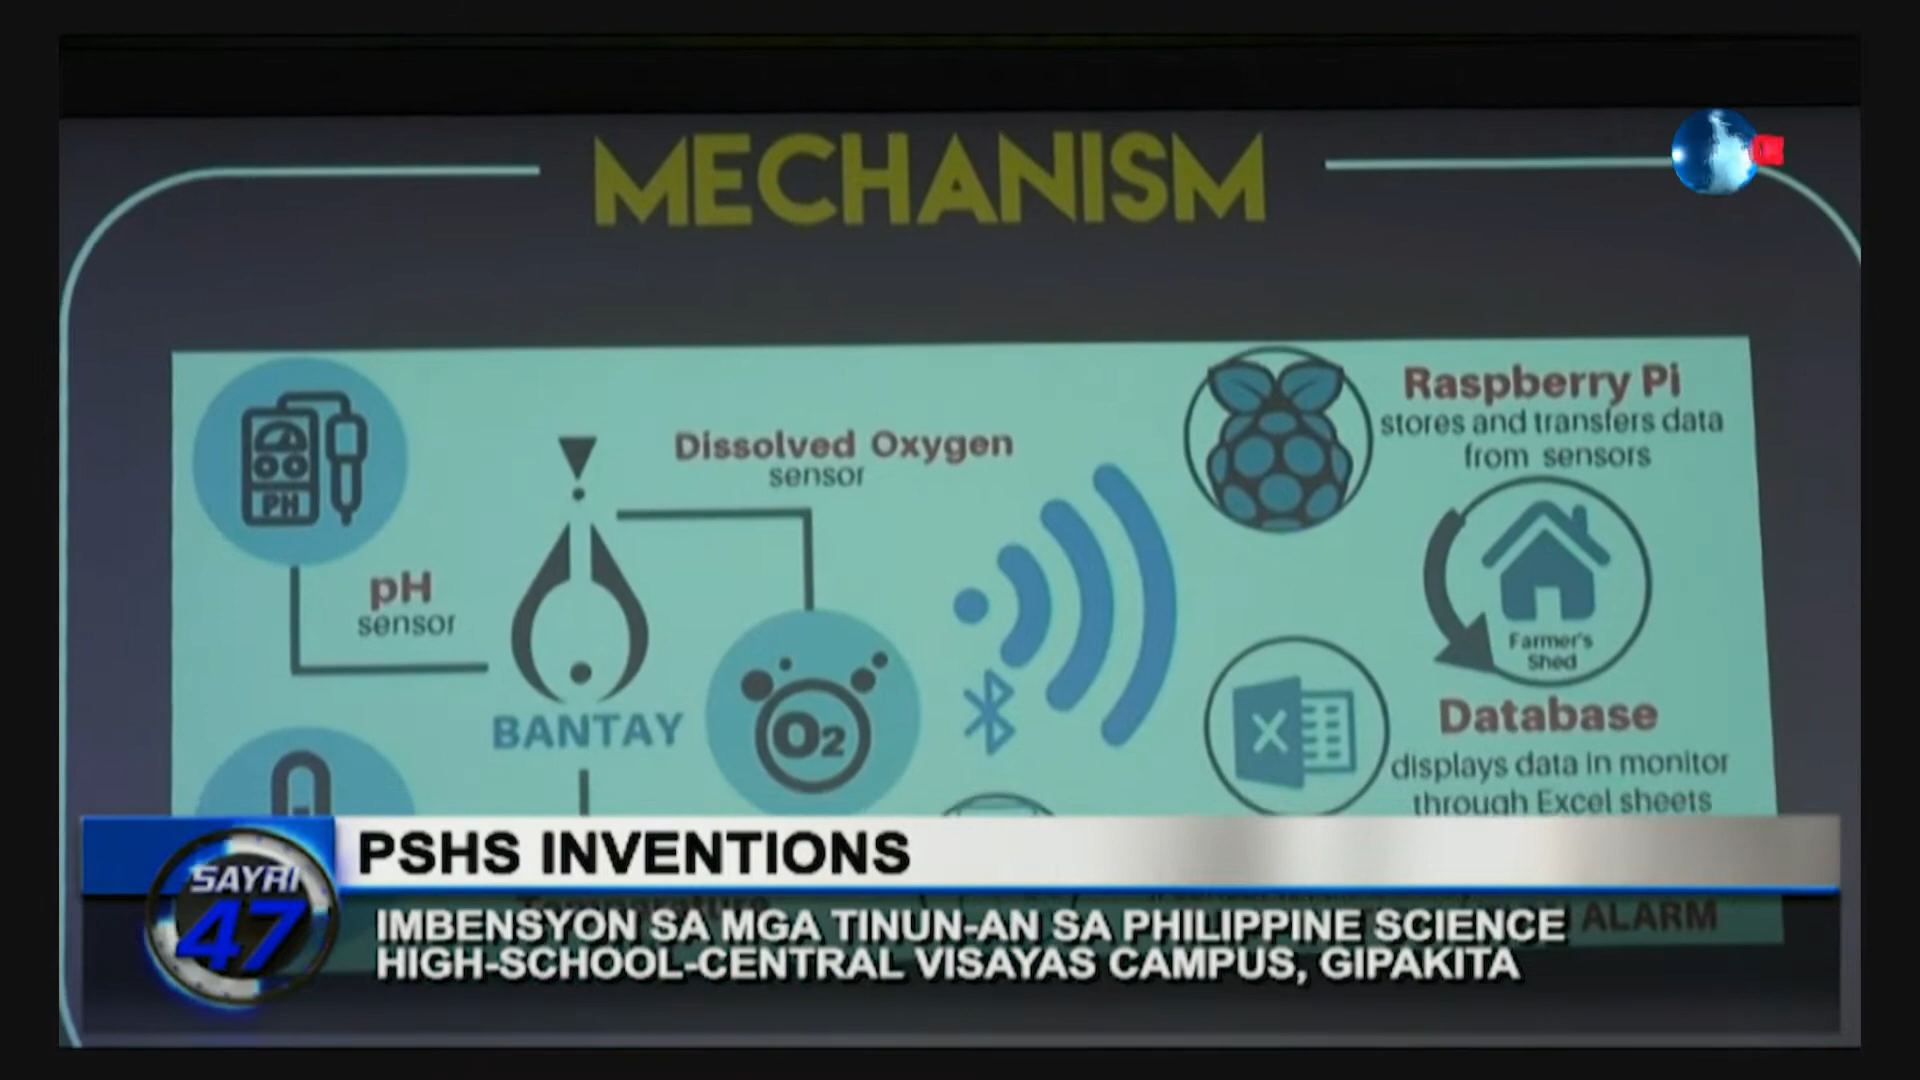 MECHANISM
PH
pH
sensor
Dissolved Oxygen
sensor
BANTAY
O2
Raspberry Pi
stores and transfers data
from sensors
Farmer's
Shed
X
Database
displays data in monitor
through Excel sheets
Temperature
ALARM
SAYRI
47
PSHS INVENTIONS
IMBENSYON SA MGA TINUN-AN SA PHILIPPINE SCIENCE
HIGH-SCHOOL-CENTRAL VISAYAS CAMPUS, GIPAKITA